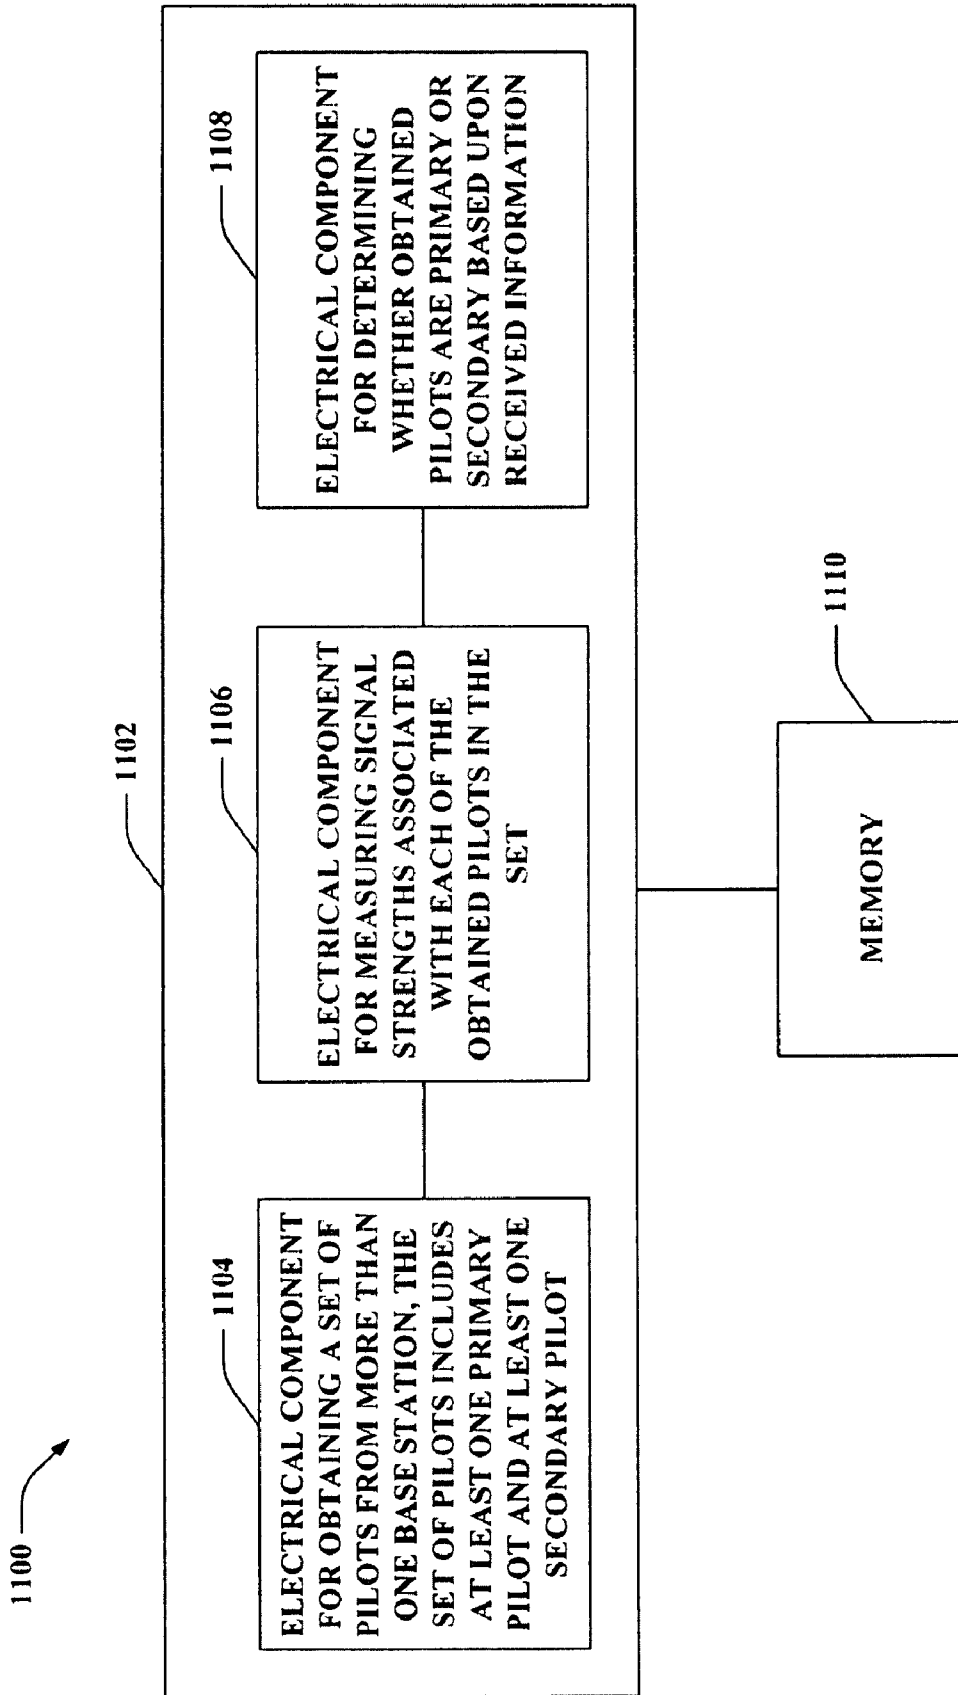 1100
1102
1104
ELECTRICAL COMPONENT
FOR OBTAINING A SET OF
PILOTS FROM MORE THAN
ONE BASE STATION, THE
SET OF PILOTS INCLUDES
AT LEAST ONE PRIMARY
PILOT AND AT LEAST ONE
SECONDARY PILOT
1106
ELECTRICAL COMPONENT
FOR MEASURING SIGNAL
STRENGTHS ASSOCIATED
WITH EACH OF THE
OBTAINED PILOTS IN THE
SET
1108
ELECTRICAL COMPONENT
FOR DETERMINING
WHETHER OBTAINED
PILOTS ARE PRIMARY OR
SECONDARY BASED UPON
RECEIVED INFORMATION
1110
MEMORY